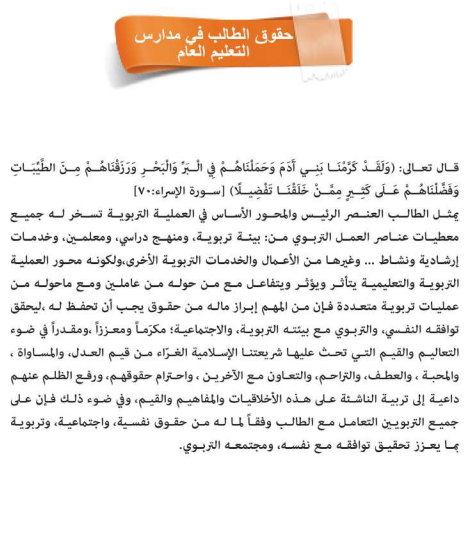 حقوق الطالب في مدارس
التعليم العام
قال تعالى: (وَلَقَدْ كَرَّمْنَا بَنِي آدَمَ وَحَمَلْنَاهُمْ فِي الْبَرِّ وَالْبَحْرِ وَرَزَقْنَاهُمْ مِنَ الطَّيِّبَاتِ
وَفَضَّلْنَاهُمْ عَلَى كَثِيرٍ مِمَّنْ خَلَقْنَا تَفْضِيلًا) [سورة الإسراء:٧٠]
يمثل الطالب العنصر الرئيس والمحور الأساس في العملية التربوية تسخر له جميع
معطيات عناصر العمل التربوي من: بيئة تربوية، ومنهج دراسي، ومعلمين، وخدمات
إرشادية ونشاط ... وغيرها من الأعمال والخدمات التربوية الأخرى،ولكونه محور العملية
التربوية والتعليمية يتأثر ويؤثر ويتفاعل مع من حوله من عاملين ومع ماحوله من
عمليات تربوية متعددة فإن من المهم إبراز ماله من حقوق يجب أن تحفظ له ،ليحقق
توافقه النفسي، والتربوي مع بيئته التربوية، والاجتماعية؛ مكرَماً ومعززاً ،ومقدراً في ضوء
التعاليم والقيم التي تحث عليها شريعتنا الإسلامية الغرّاء من قيم العدل، والمساواة ،
والمحبة ، والعطف، والتراحم، والتعاون مع الآخرين ، واحترام حقوقهم، ورفع الظلم عنهم
داعية إلى تربية الناشئة على هذه الأخلاقيات والمفاهيم والقيم، وفي ضوء ذلك فإن على
جميع التربويين التعامل مع الطالب وفقاً لما له من حقوق نفسية، واجتماعية، وتربوية
بما يعزز تحقيق توافقه مع نفسه، ومجتمعه التربوي.